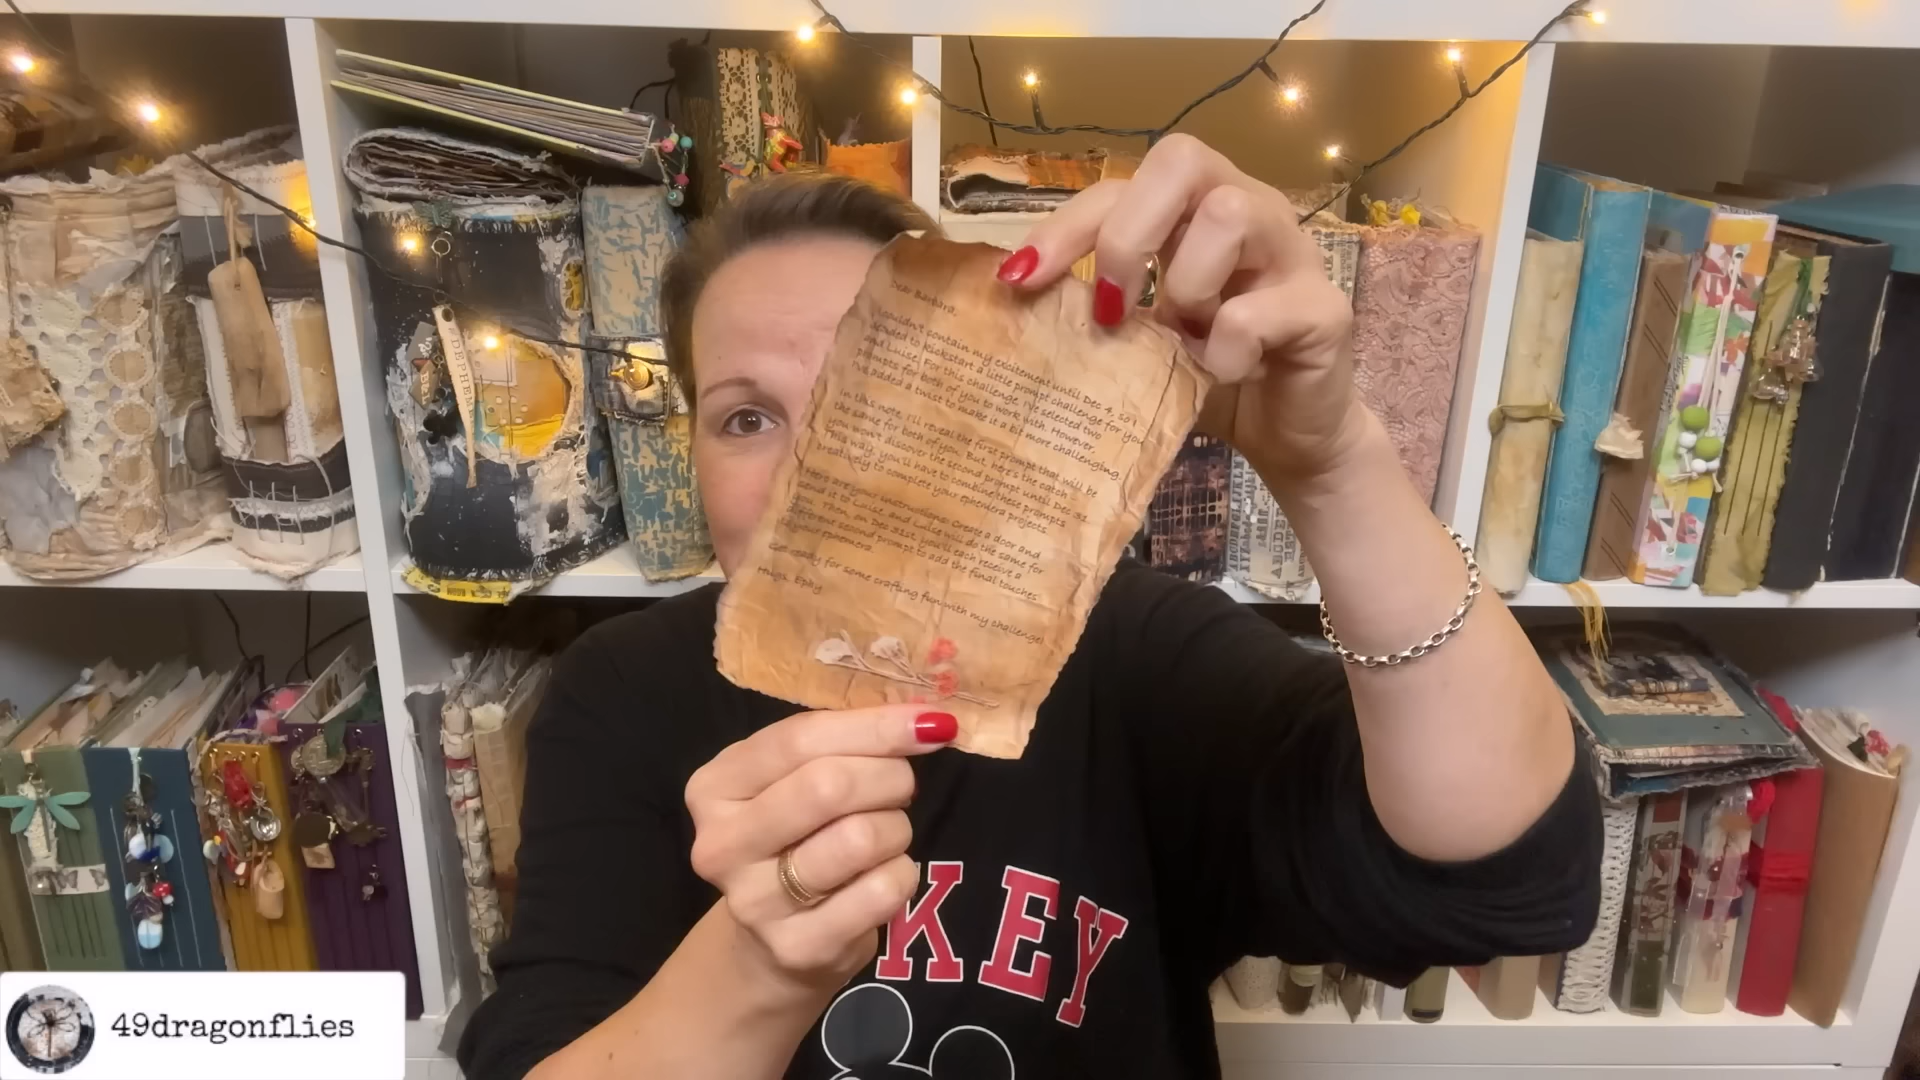 Dear Barbara,
I couldn't contain my excitement until Dec 4, so I
decided to kickstart a little prompt challenge for you
and Luise. For this challenge, I've selected two
prompts for both of you to work with. However,
I've added a twist to make it a bit more challenging.
In this note, I'll reveal the first prompt that will be
the same for both of you. But here's the catch -
you won't discover the second prompt until Dec 31.
This way, you'll have to combine these prompts
creatively to complete your ephemera projects.
Here are your instructions: Create a door and
send it to Luise, and Luise will do the same for
you. Then, on Dec 31st, you'll each receive a
different second prompt to add the final touches
to your ephemera.
Get ready for some crafting fun with my challenge!
Hugs,
KEY
49dragonflies